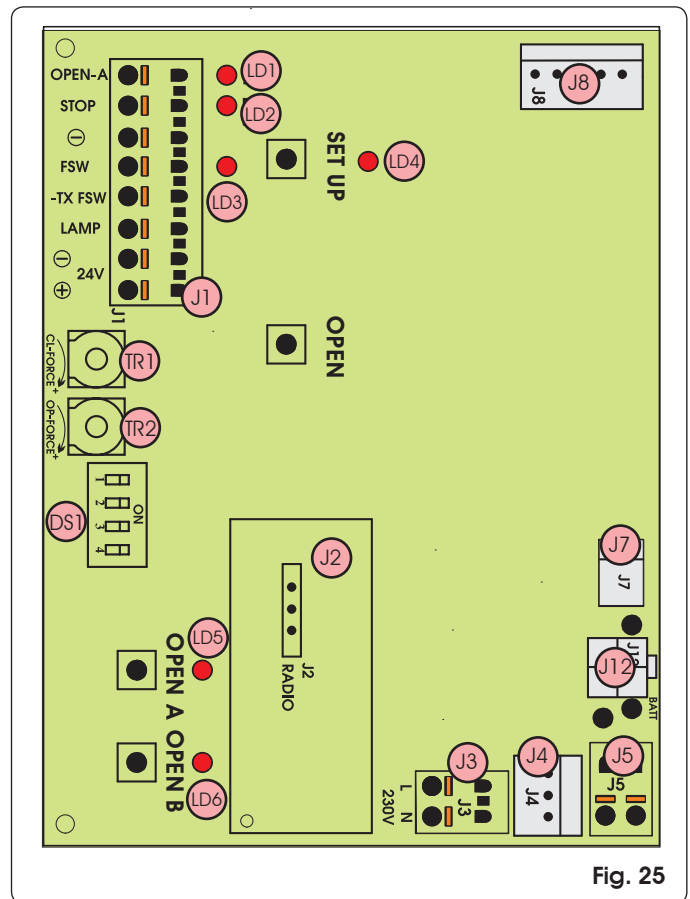 OPEN-A
LD1
STOP
LD2
⊖
FSW
LD3
-TX FSW
LAMP
⊖
24V
⊕
J1
J1
SET UP
LD4
J8
J8
OPEN
CL-FORCE +
TR1
OP-FORCE +
TR2
DS1
1
2
3
4
ON
J2
J2
RADIO
J7
J7
J12
BATT
OPEN A
LD5
OPEN B
LD6
J3
L
N
230V
J3
J4
J4
J5
J5
Fig. 25